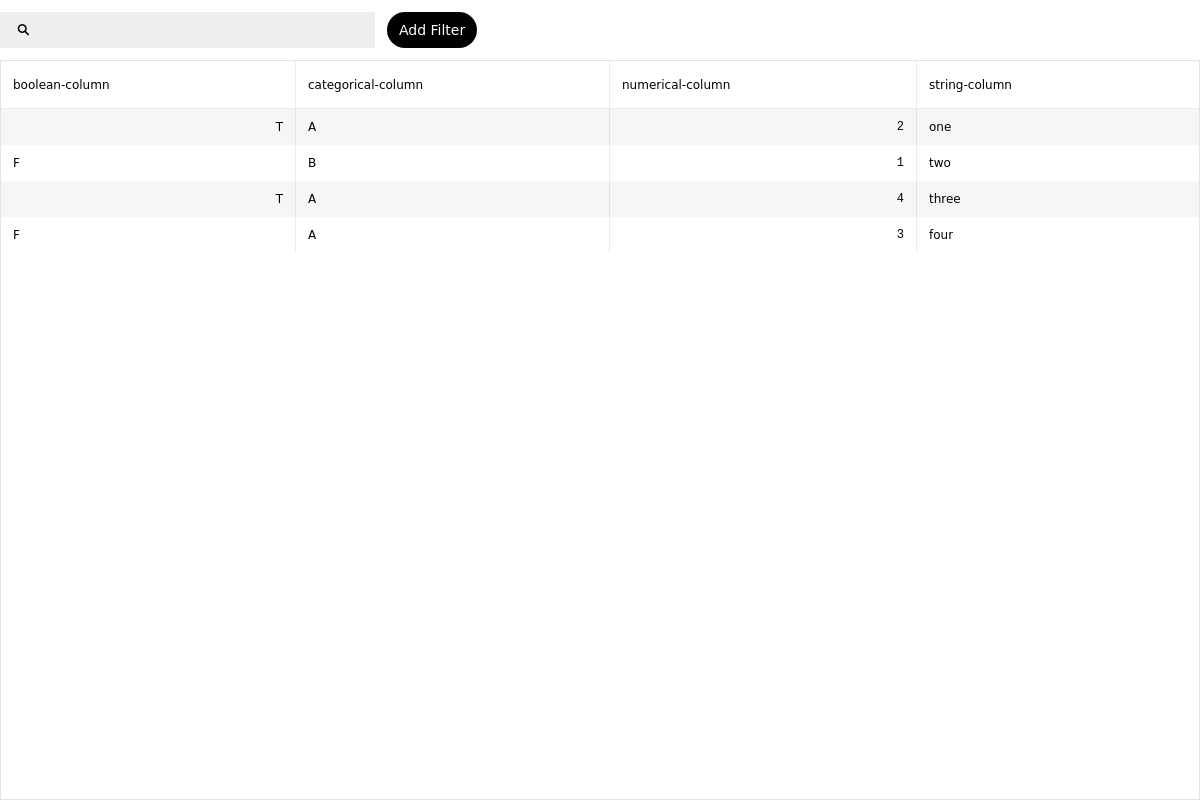 Add Filter
boolean-column categorical-column numerical-column string-column
T A 2 one
F B 1 two
T A 4 three
F A 3 four